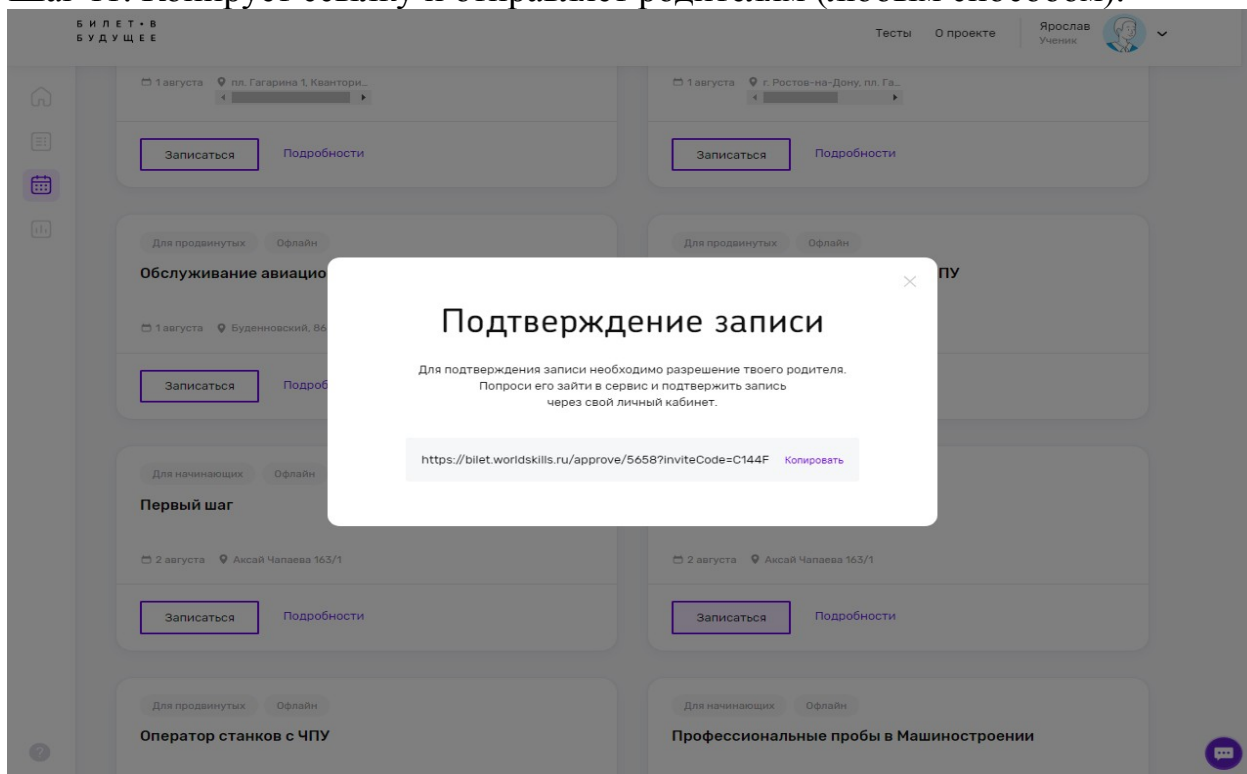 Шаг 11. Копирует ссылку и отправляет родителям (любым способом).
БИЛЕТ • В
БУДУЩЕЕ
Тесты О проекте Ярослав
Ученик
1 августа пл. Гагарина 1, Квантори...
1 августа г. Ростов-на-Дону, пл. Га...
Записаться Подробности
Записаться Подробности
Для продвинутых Офлайн
Для продвинутых Офлайн
Обслуживание авиацио
ПУ
1 августа Буденновский, 86
Записаться Подроб
Подтверждение записи
Для подтверждения записи необходимо разрешение твоего родителя.
Попроси его зайти в сервис и подтвержить запись
через свой личный кабинет.
https://bilet.worldskills.ru/approve/5658?inviteCode=C144F Копировать
Для начинающих Офлайн
Первый шаг
2 августа Аксай Чапаева 163/1
2 августа Аксай Чапаева 163/1
Записаться Подробности
Записаться Подробности
Для продвинутых Офлайн
Для начинающих Офлайн
Оператор станков с ЧПУ
Профессиональные пробы в Машиностроении